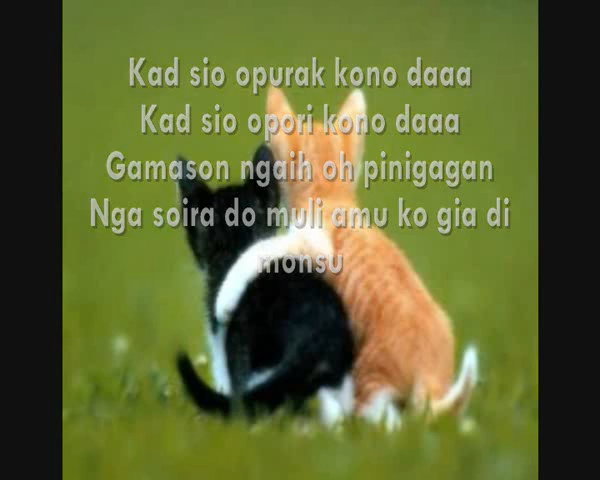 Kad sio opurak kono daaa
Kad sio opori kono daaa
Gamason ngaih oh pinigagan
Nga soira do muli amu ko gia di
monsu